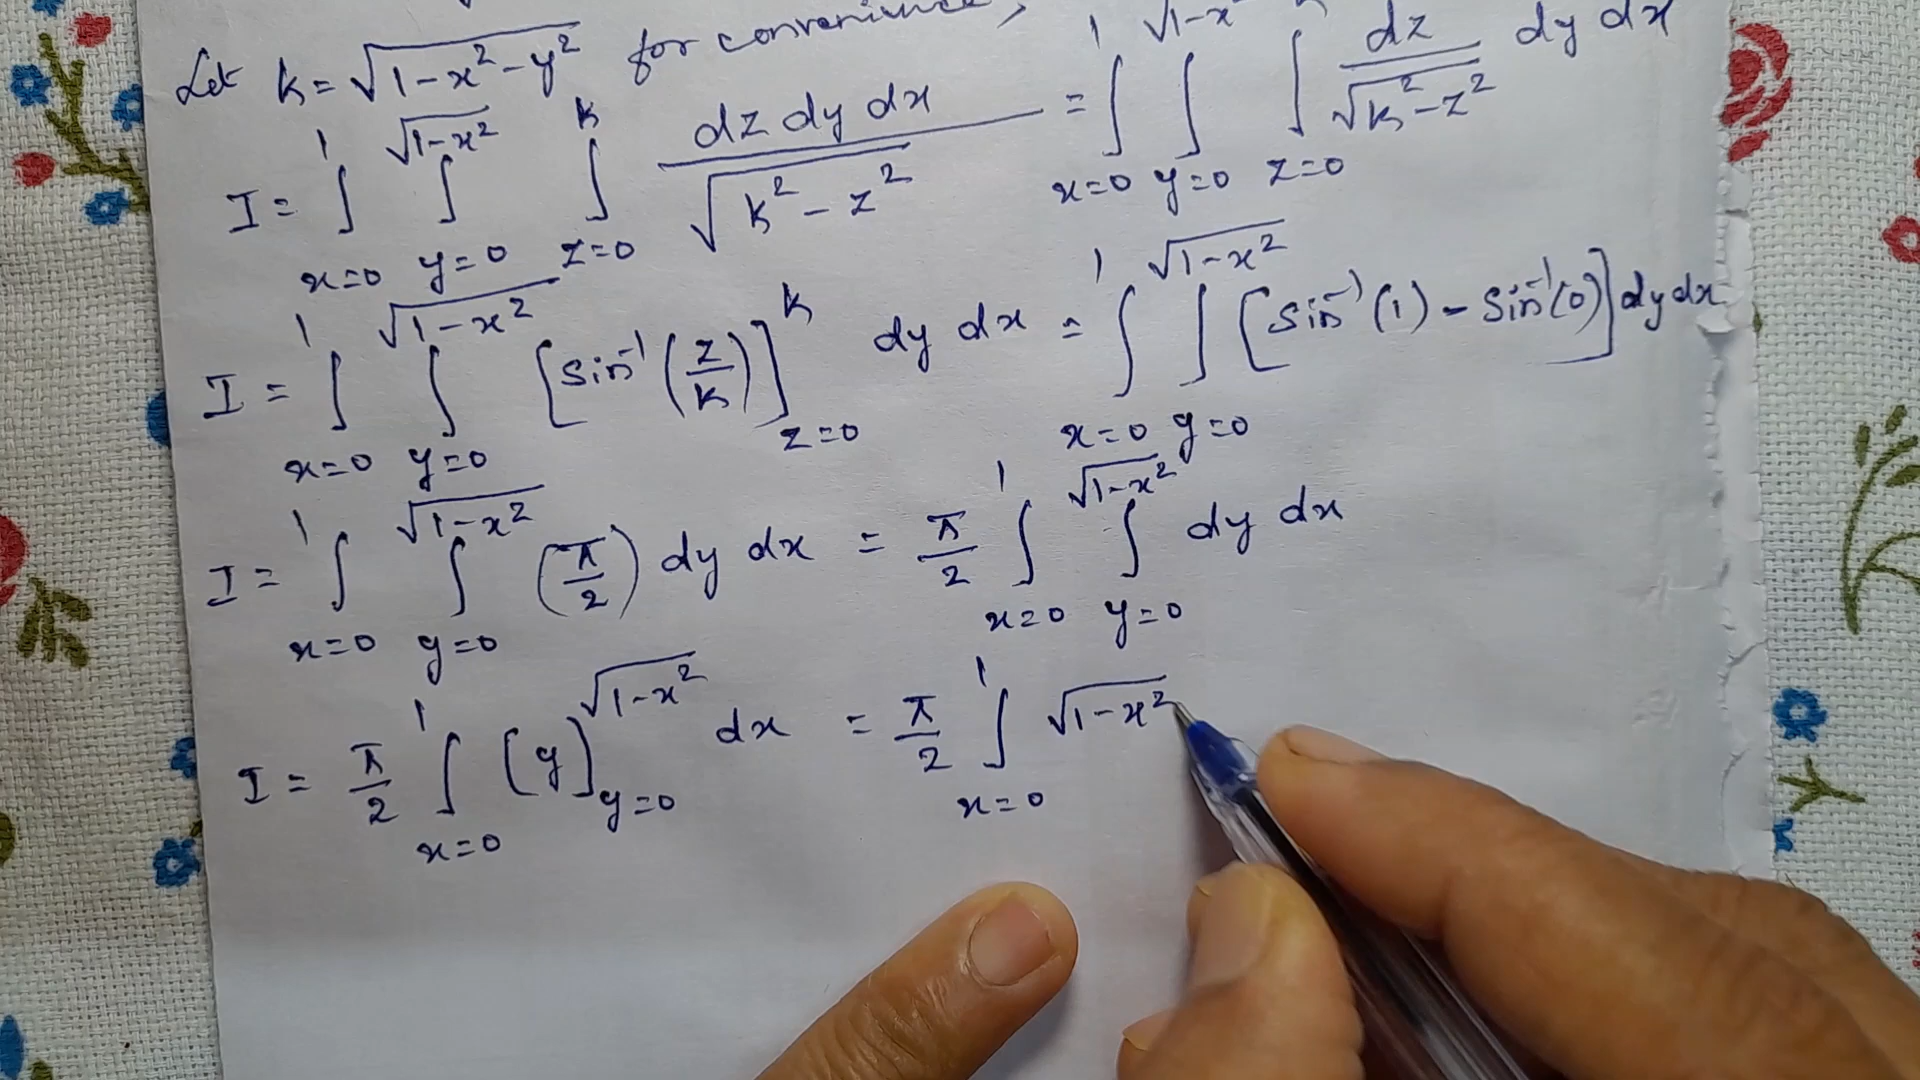 Let k = √(1-x²-y²) for convenience,
I = ∫_{x=0}^{1} ∫_{y=0}^{√(1-x²)} ∫_{z=0}^{k} dz dy dx / √(k²-z²) = ∫_{x=0}^{1} ∫_{y=0}^{√(1-x²)} ∫_{z=0} dz / √(k²-z²) dy dx
I = ∫_{x=0}^{1} ∫_{y=0}^{√(1-x²)} [sin⁻¹(z/k)]_{z=0}^{k} dy dx = ∫_{x=0}^{1} ∫_{y=0}^{√(1-x²)} [sin⁻¹(1) - sin⁻¹(0)] dy dx
I = ∫_{x=0}^{1} ∫_{y=0}^{√(1-x²)} (π/2) dy dx = π/2 ∫_{x=0}^{1} ∫_{y=0}^{√(1-x²)} dy dx
I = π/2 ∫_{x=0}^{1} [y]_{y=0}^{√(1-x²)} dx = π/2 ∫_{x=0}^{1} √(1-x²)